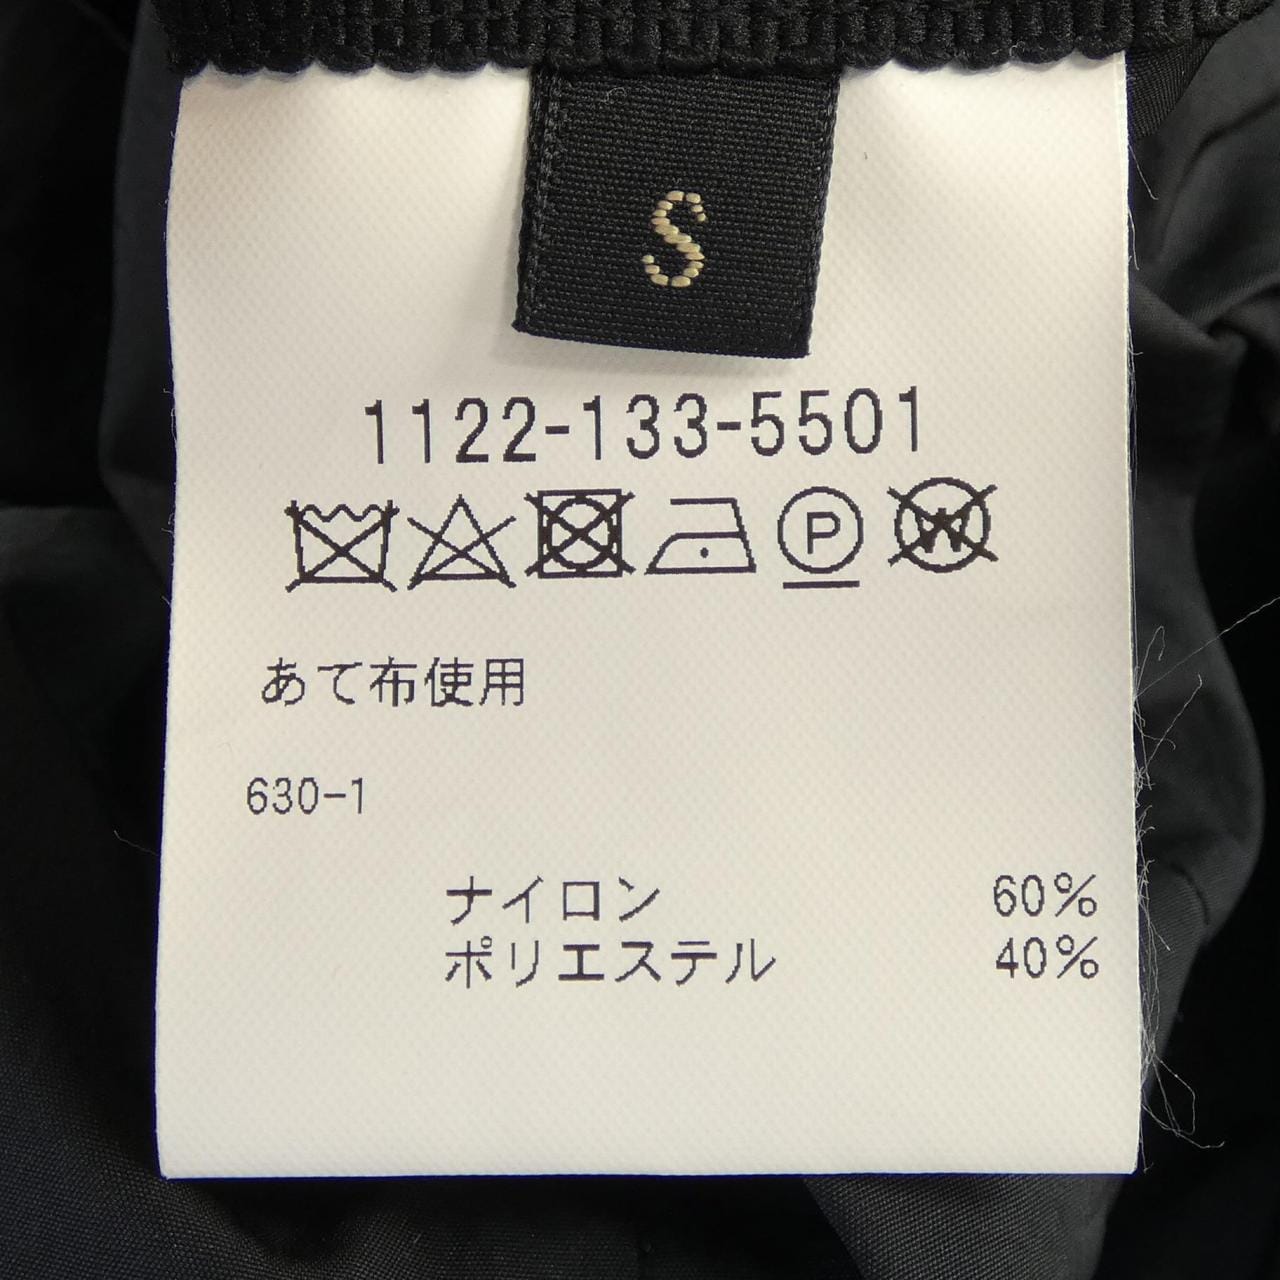 S
1122-133-5501
P W
あて布使用
630-1
ナイロン 60%
ポリエステル 40%